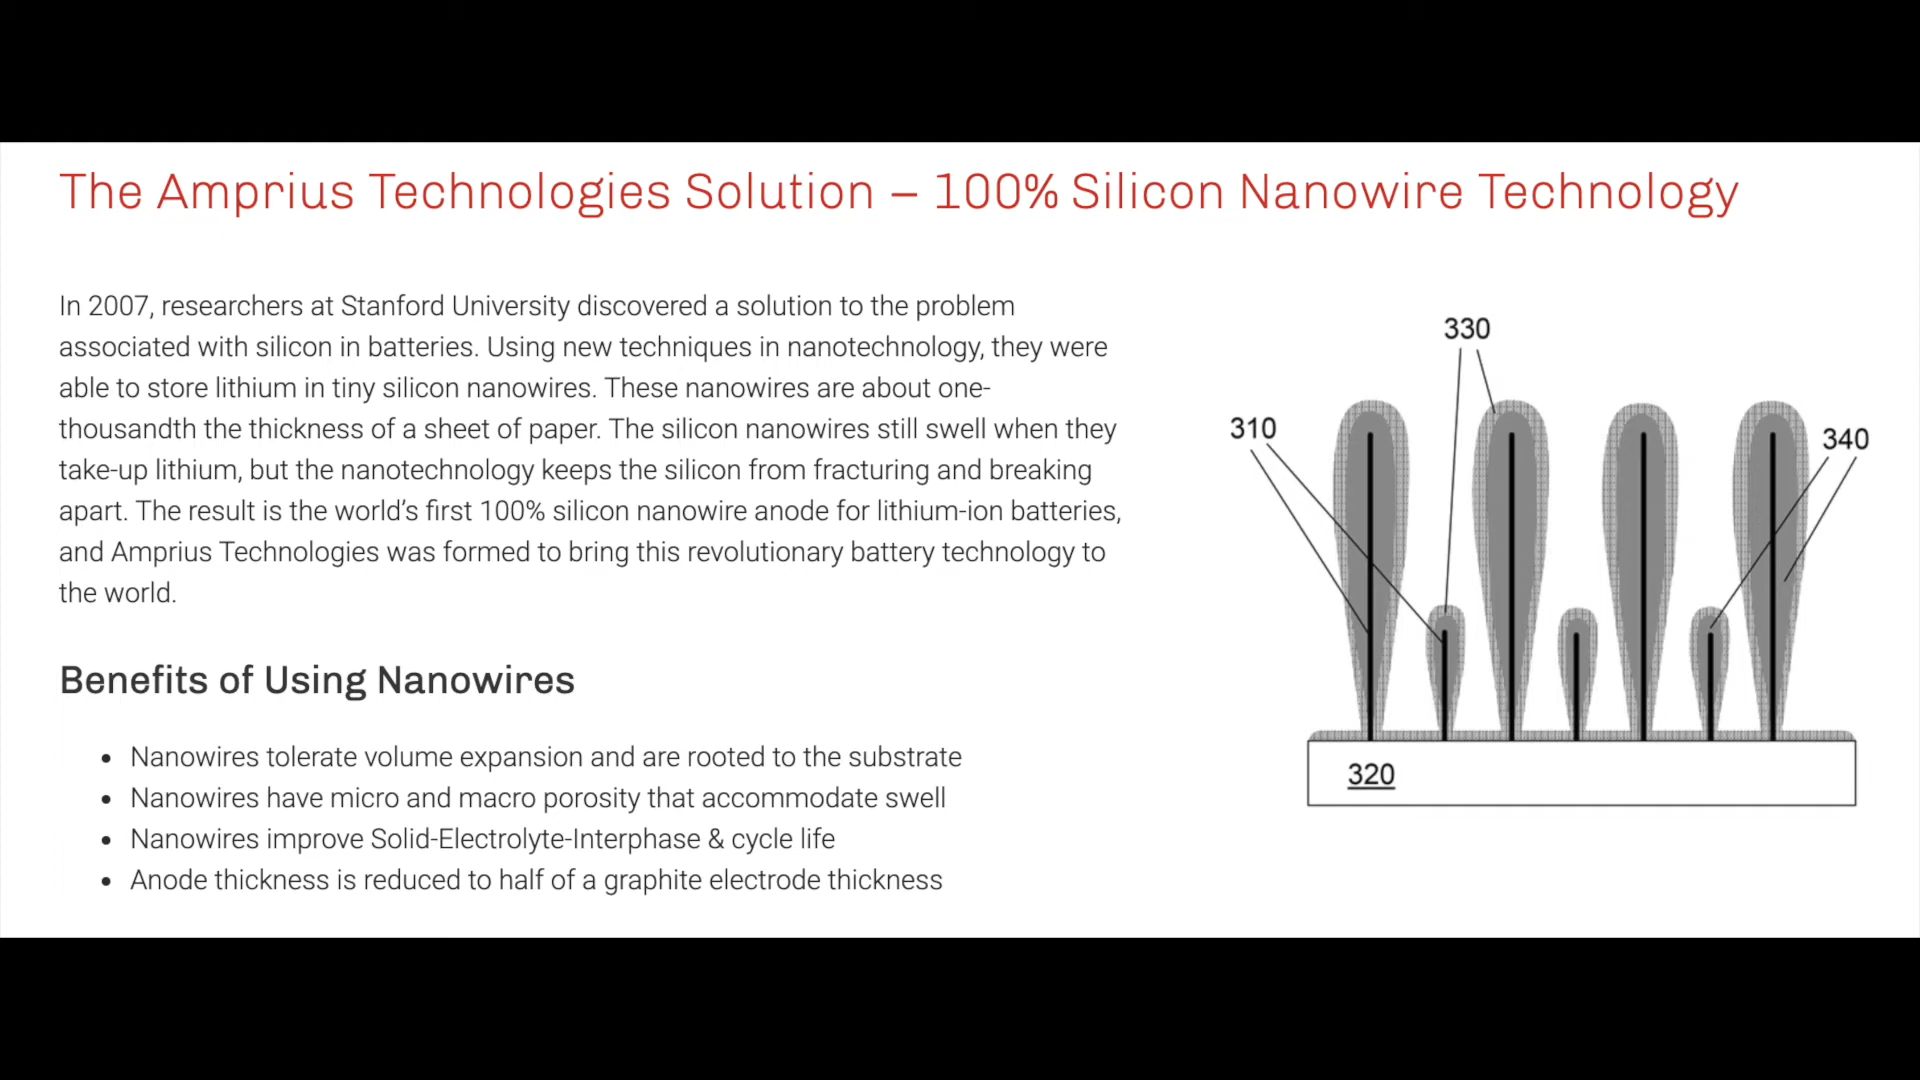 The Amprius Technologies Solution – 100% Silicon Nanowire Technology
In 2007, researchers at Stanford University discovered a solution to the problem
associated with silicon in batteries. Using new techniques in nanotechnology, they were
able to store lithium in tiny silicon nanowires. These nanowires are about one-
thousandth the thickness of a sheet of paper. The silicon nanowires still swell when they
take-up lithium, but the nanotechnology keeps the silicon from fracturing and breaking
apart. The result is the world’s first 100% silicon nanowire anode for lithium-ion batteries,
and Amprius Technologies was formed to bring this revolutionary battery technology to
the world.
Benefits of Using Nanowires
• Nanowires tolerate volume expansion and are rooted to the substrate
• Nanowires have micro and macro porosity that accommodate swell
• Nanowires improve Solid-Electrolyte-Interphase & cycle life
• Anode thickness is reduced to half of a graphite electrode thickness
330
310
340
320